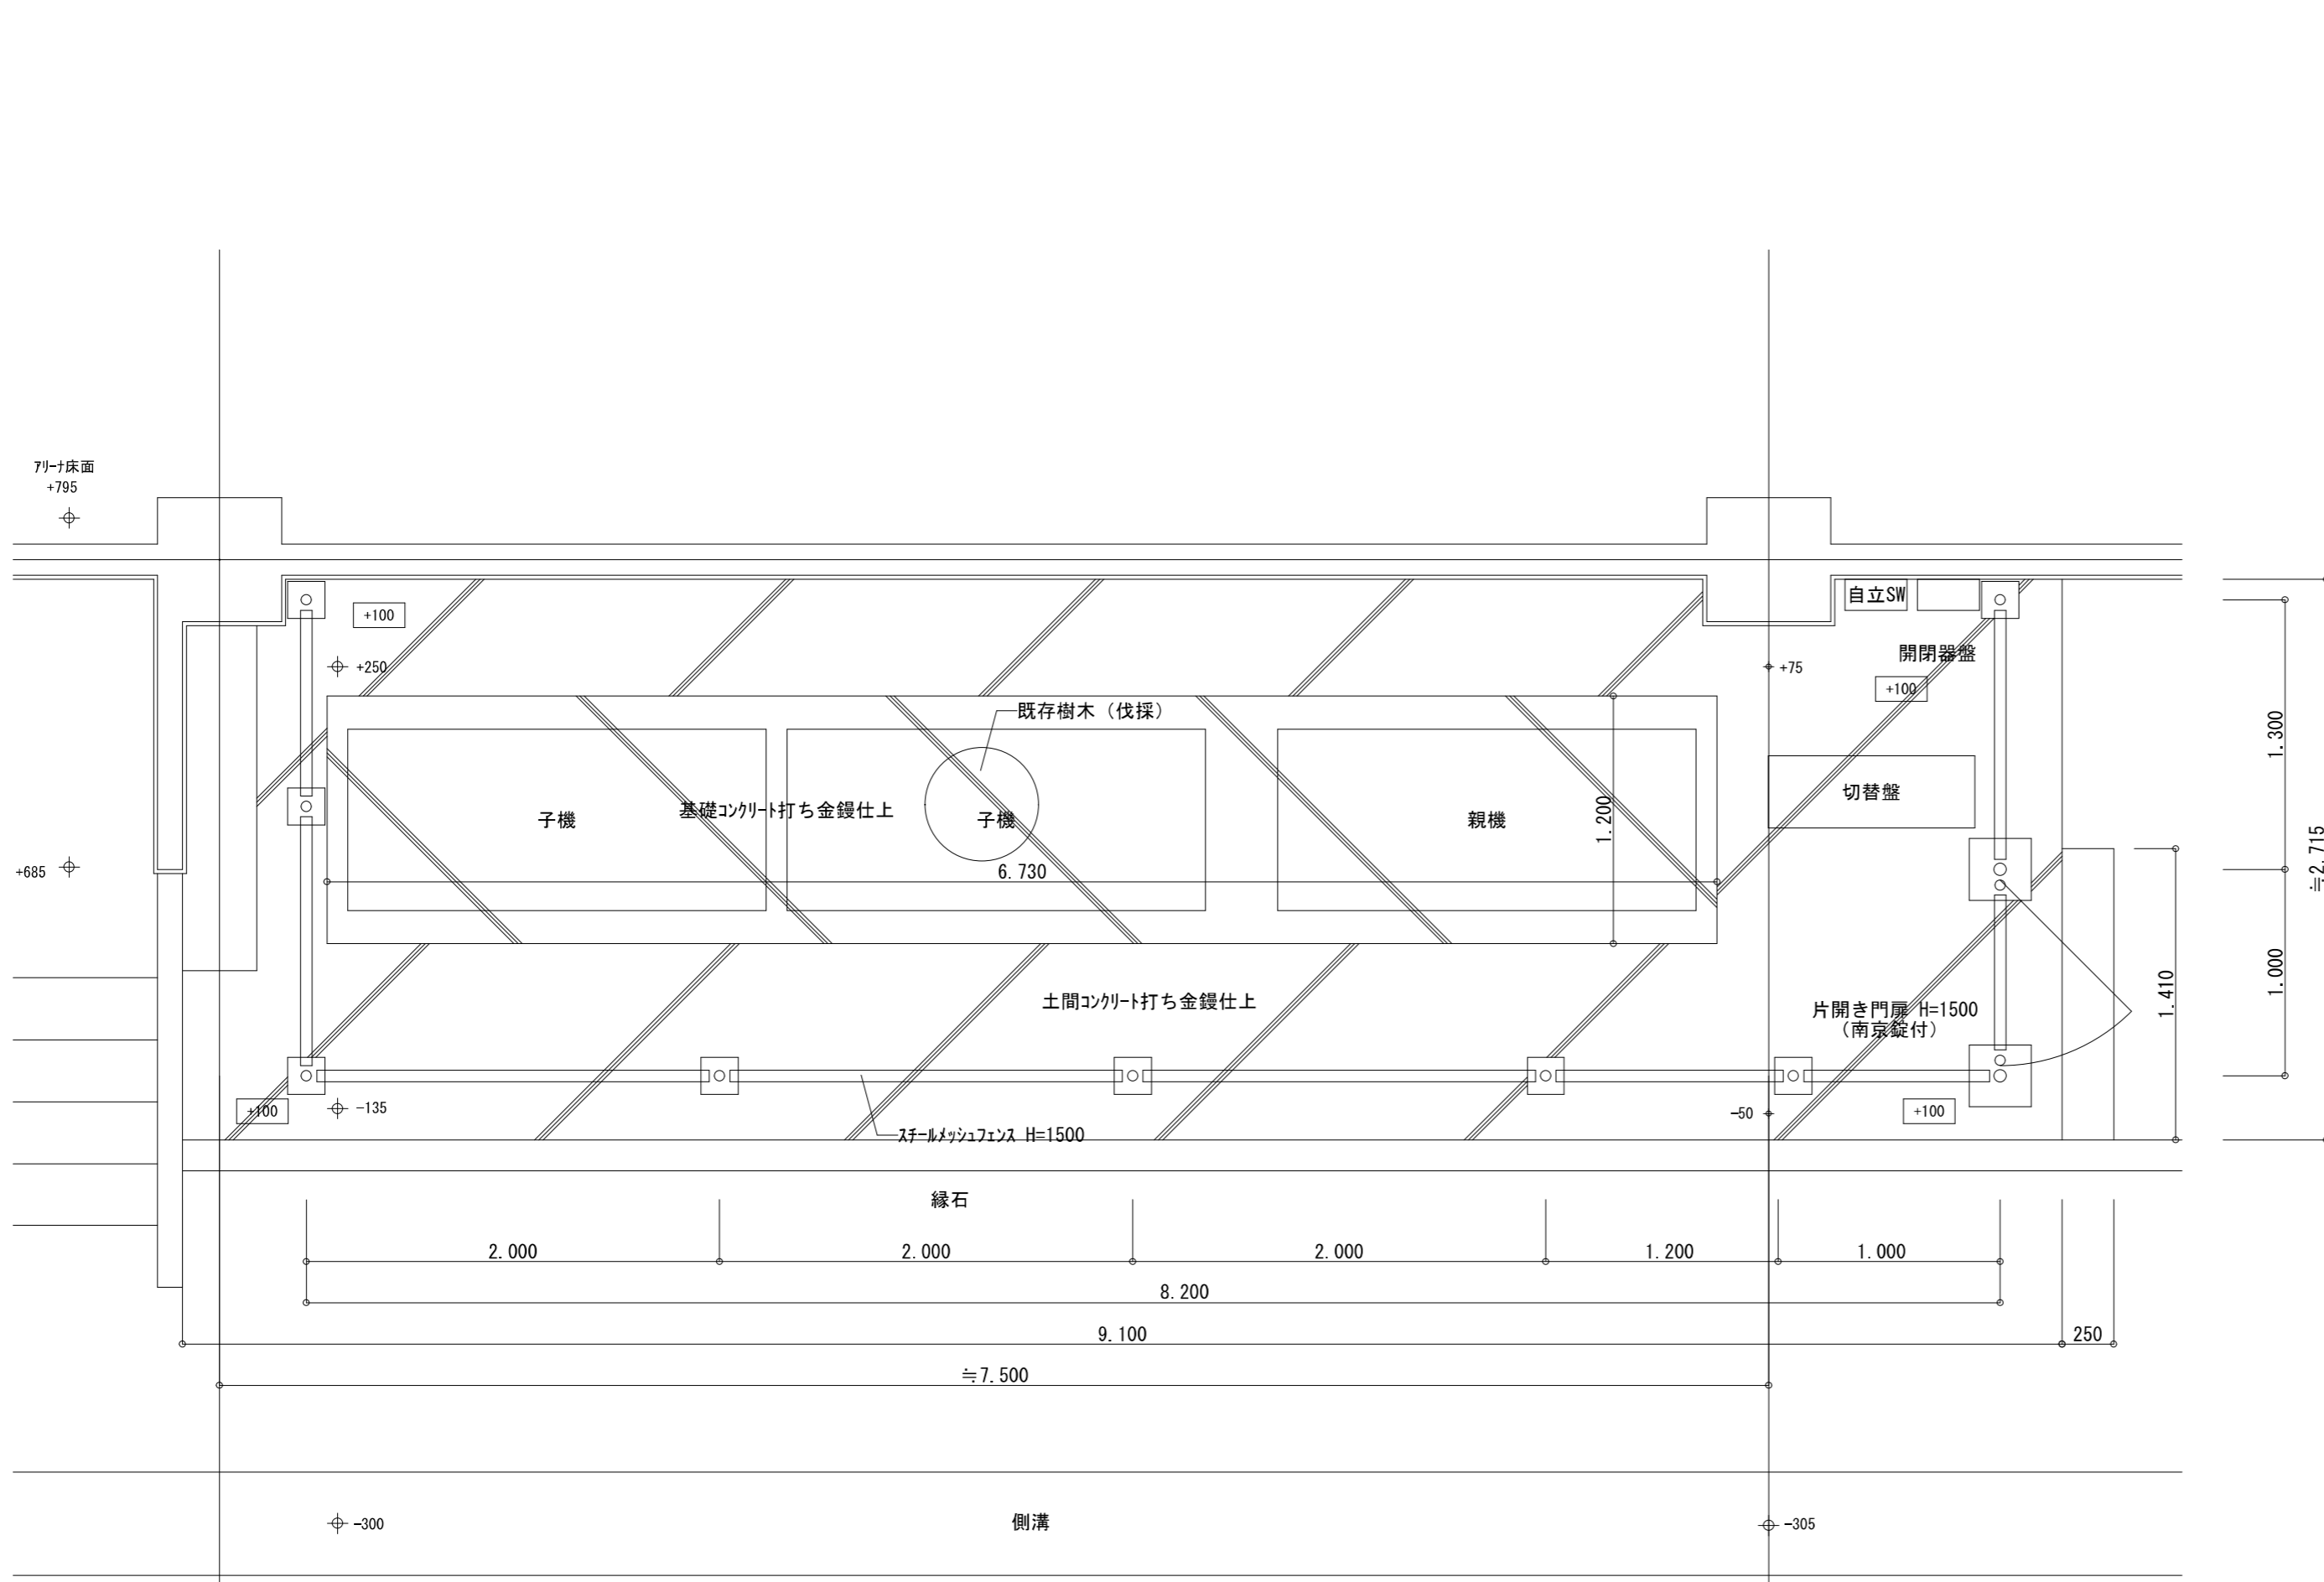 ｱﾘｰﾅ床面
+795
+100
自立SW
+250
+75
開閉器盤
+100
既存樹木（伐採）
1.300
切替盤
基礎ｺﾝｸﾘｰﾄ打ち金鏝仕上
子機
子機
親機
1.200
≒2.715
+685
6.730
1.000
1.410
土間ｺﾝｸﾘｰﾄ打ち金鏝仕上
片開き門扉 H=1500
（南京錠付）
+100
-135
-50
+100
ｽﾁｰﾙﾒｯｼｭﾌｪﾝｽ H=1500
縁石
2.000
2.000
2.000
1.200
1.000
8.200
9.100
250
≒7.500
-300
側溝
-305